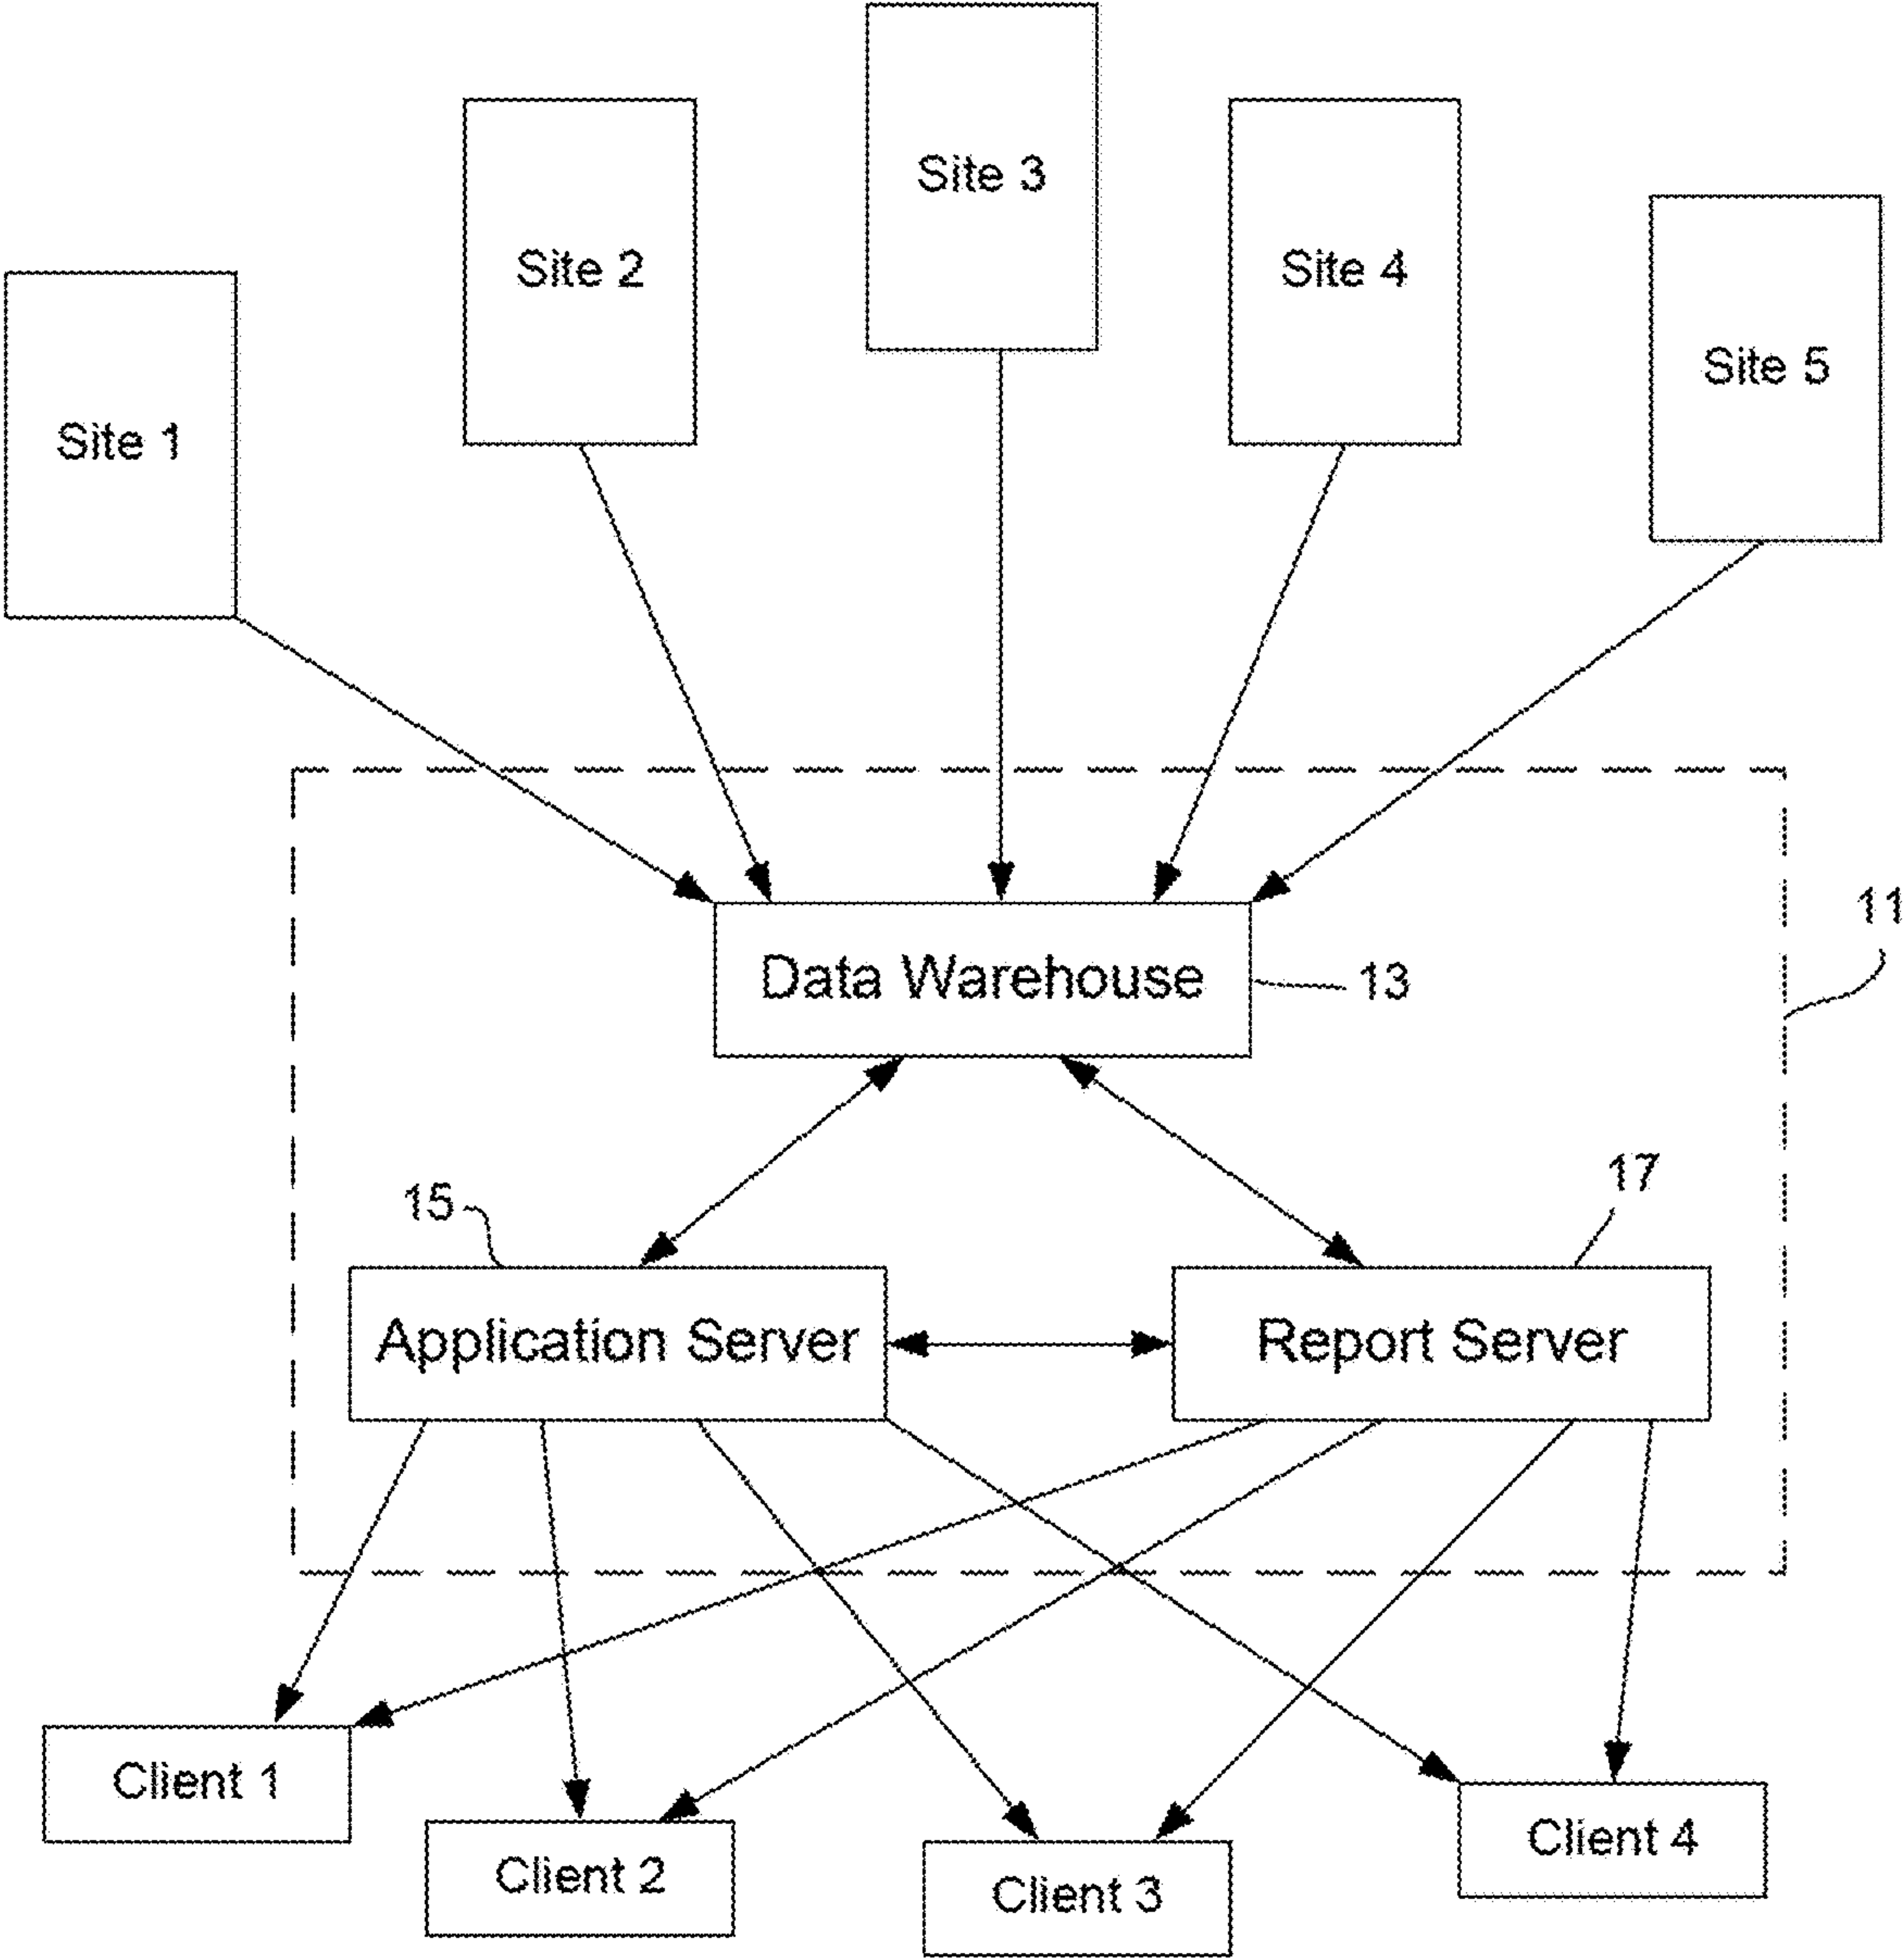 Site 3
Site 2
Site 4
Site 5
Site 1
11
Data Warehouse
13
17
15
Application Server
Report Server
Client 1
Client 4
Client 2
Client 3